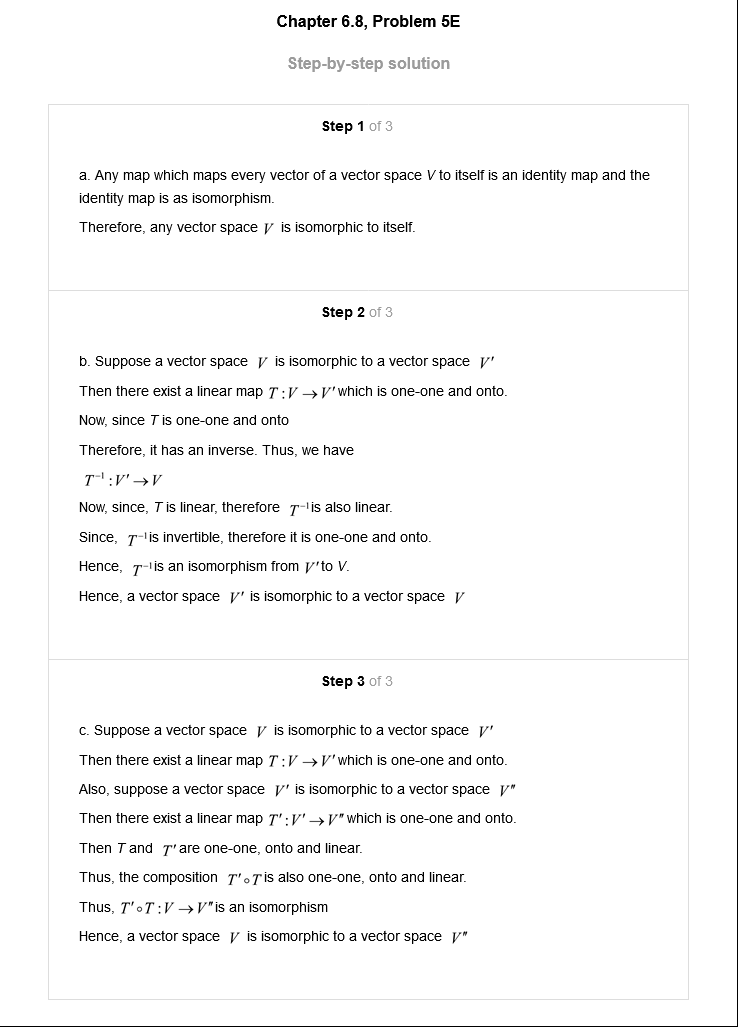 Chapter 6.8, Problem 5E
Step-by-step solution
Step 1 of 3
a. Any map which maps every vector of a vector space V to itself is an identity map and the
identity map is as isomorphism.
Therefore, any vector space V is isomorphic to itself.
Step 2 of 3
b. Suppose a vector space V is isomorphic to a vector space V′
Then there exist a linear map T : V → V′ which is one-one and onto.
Now, since T is one-one and onto
Therefore, it has an inverse. Thus, we have
T⁻¹ : V′ → V
Now, since, T is linear, therefore T⁻¹ is also linear.
Since, T⁻¹ is invertible, therefore it is one-one and onto.
Hence, T⁻¹ is an isomorphism from V′ to V.
Hence, a vector space V′ is isomorphic to a vector space V
Step 3 of 3
c. Suppose a vector space V is isomorphic to a vector space V′
Then there exist a linear map T : V → V′ which is one-one and onto.
Also, suppose a vector space V′ is isomorphic to a vector space V″
Then there exist a linear map T′ : V′ → V″ which is one-one and onto.
Then T and T′ are one-one, onto and linear.
Thus, the composition T′ ∘ T is also one-one, onto and linear.
Thus, T′ ∘ T : V → V″ is an isomorphism
Hence, a vector space V is isomorphic to a vector space V″